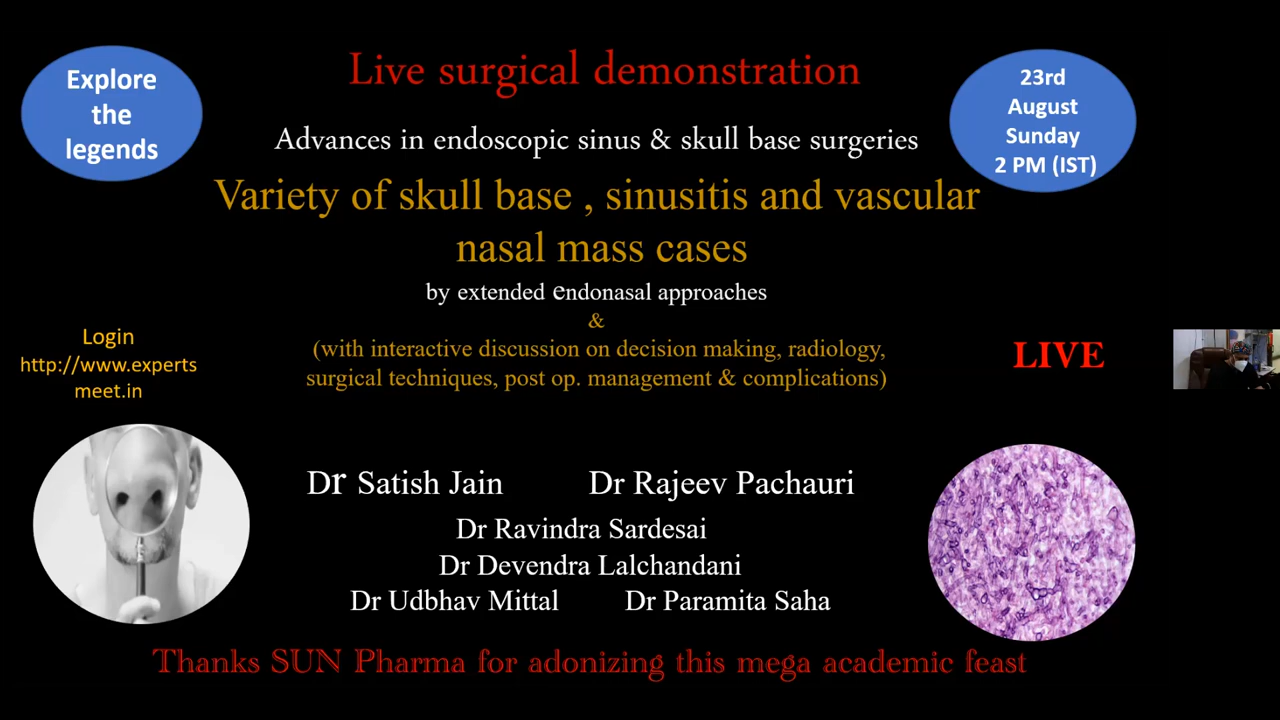 Explore
the
legends
Live surgical demonstration
23rd
August
Sunday
2 PM (IST)
Advances in endoscopic sinus & skull base surgeries
Variety of skull base , sinusitis and vascular
nasal mass cases
by extended endonasal approaches
&
(with interactive discussion on decision making, radiology,
surgical techniques, post op. management & complications)
Login
http://www.experts
meet.in
LIVE
Dr Satish Jain Dr Rajeev Pachauri
Dr Ravindra Sardesai
Dr Devendra Lalchandani
Dr Udbhav Mittal Dr Paramita Saha
Thanks SUN Pharma for adonizing this mega academic feast